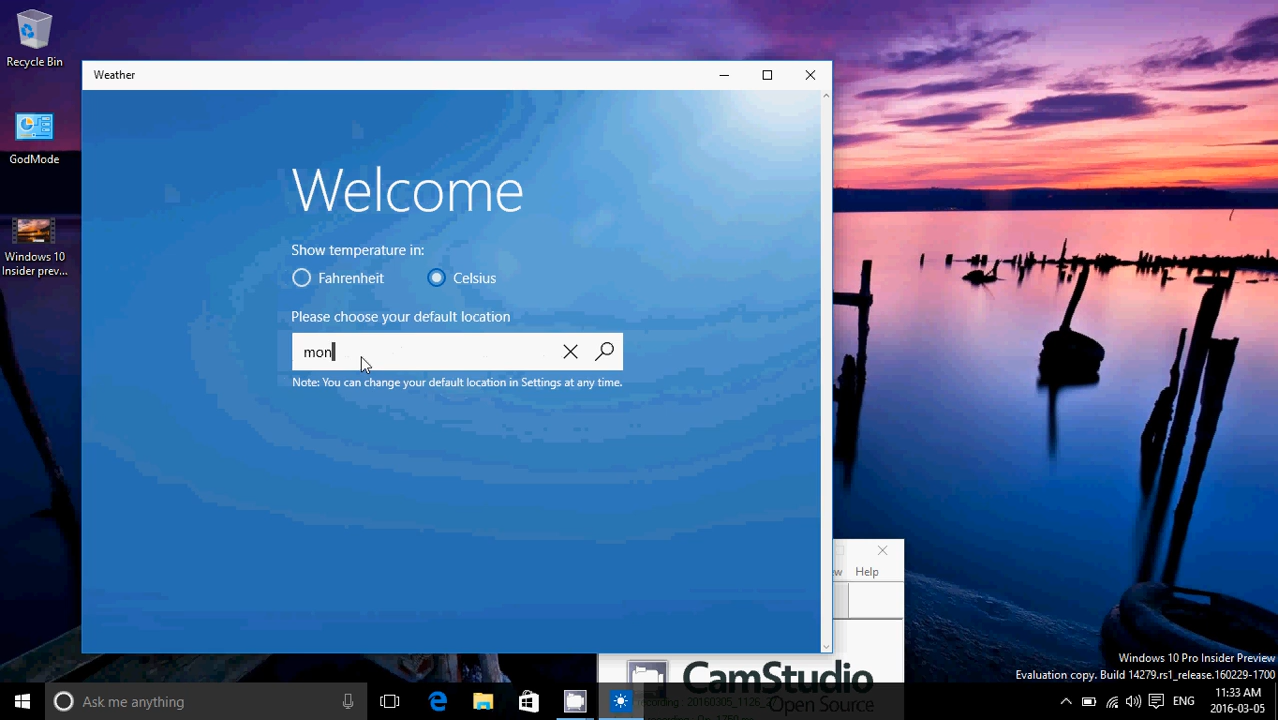 Recycle Bin
GodMode
Windows 10
Insider prev...
Weather
Welcome
Show temperature in:
Fahrenheit
Celsius
Please choose your default location
mon
Note: You can change your default location in Settings at any time.
Help
CamStudio
Open Source
Windows 10 Pro Insider Preview
Evaluation copy. Build 14279.rs1_release.160229-1700
Ask me anything
ENG
11:33 AM
2016-03-05